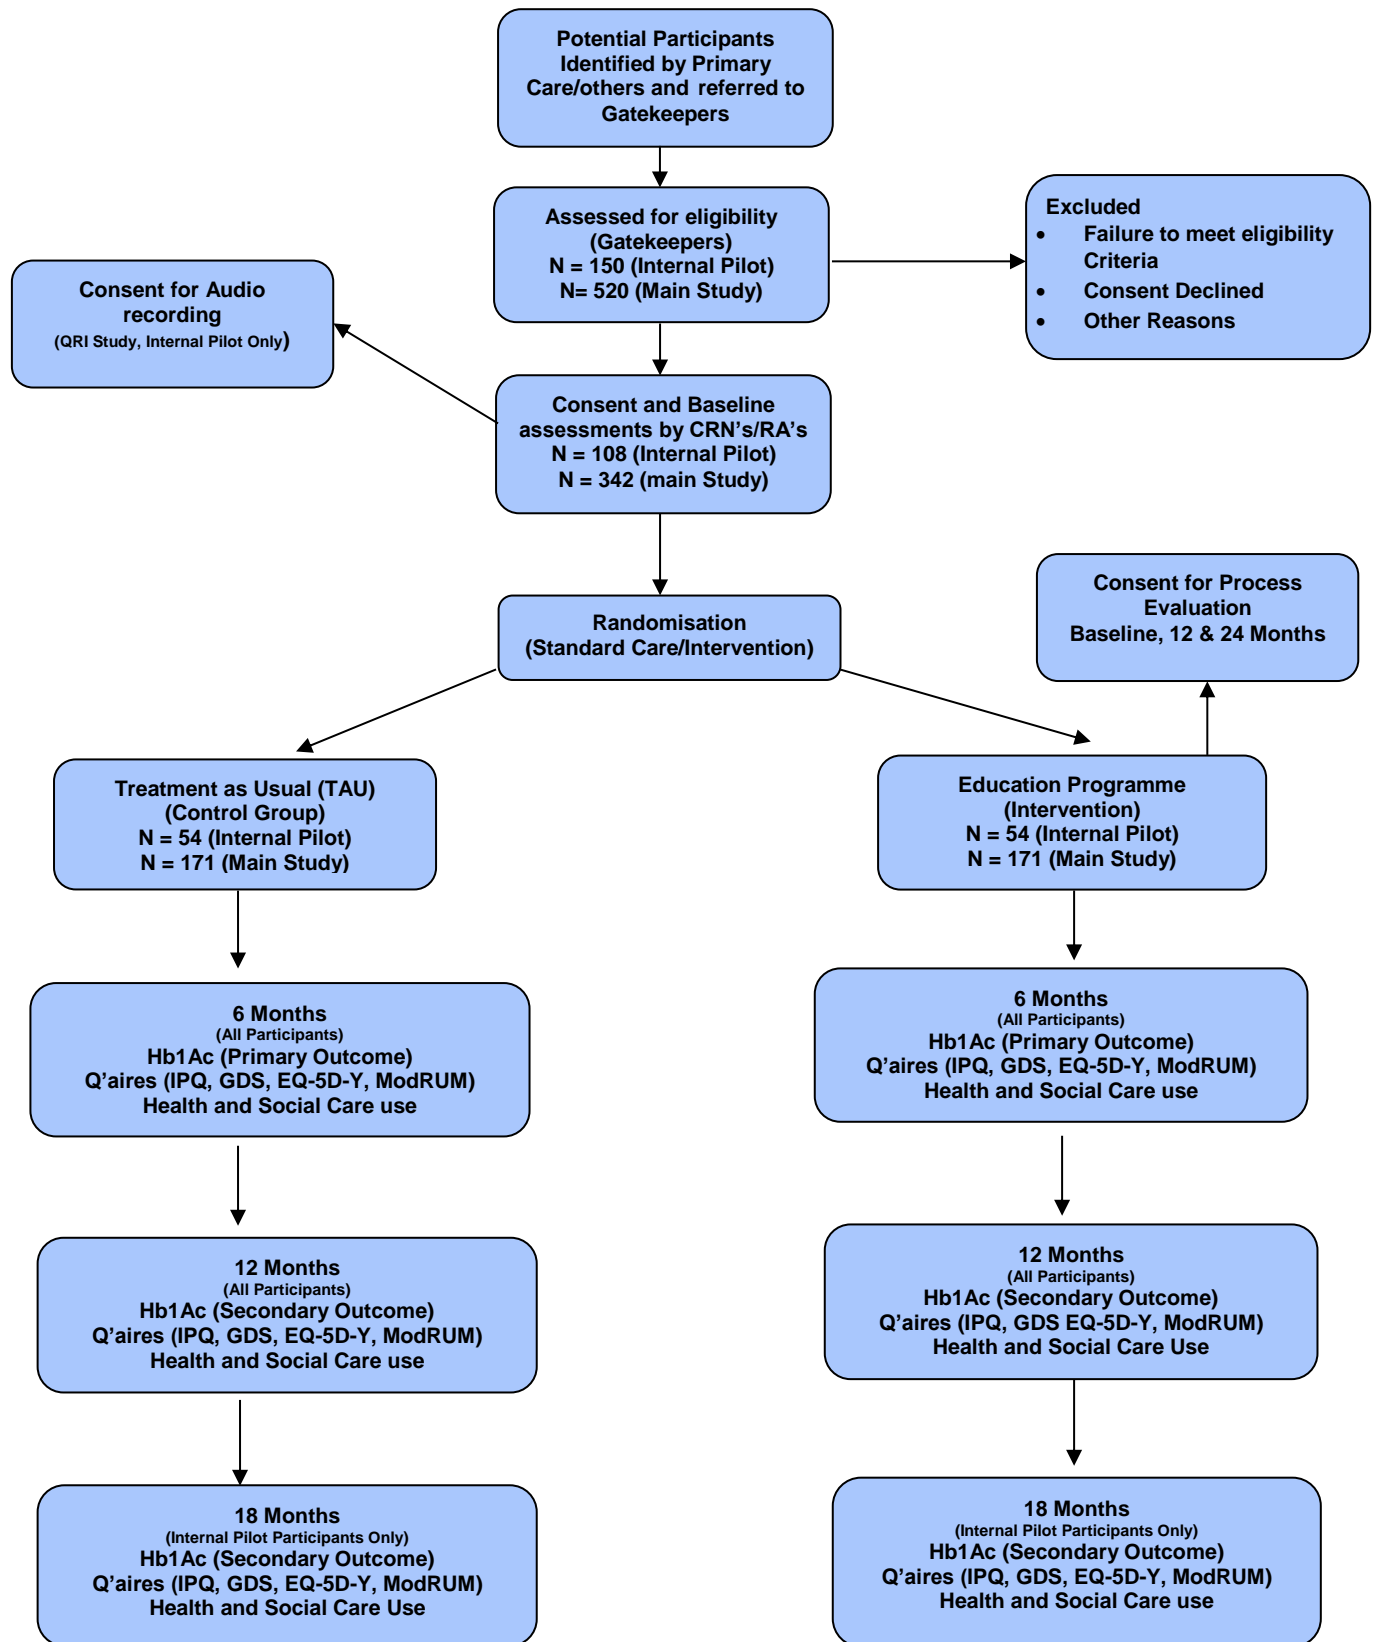 Potential Participants
Identified by Primary
Care/others and referred to
Gatekeepers
Assessed for eligibility
(Gatekeepers)
N = 150 (Internal Pilot)
N= 520 (Main Study)
Excluded
• Failure to meet eligibility
Criteria
• Consent Declined
• Other Reasons
Consent for Audio
recording
(QRI Study, Internal Pilot Only)
Consent and Baseline
assessments by CRN's/RA's
N = 108 (Internal Pilot)
N = 342 (main Study)
Randomisation
(Standard Care/Intervention)
Consent for Process
Evaluation
Baseline, 12 & 24 Months
Treatment as Usual (TAU)
(Control Group)
N = 54 (Internal Pilot)
N = 171 (Main Study)
Education Programme
(Intervention)
N = 54 (Internal Pilot)
N = 171 (Main Study)
6 Months
(All Participants)
Hb1Ac (Primary Outcome)
Q'aires (IPQ, GDS, EQ-5D-Y, ModRUM)
Health and Social Care use
6 Months
(All Participants)
Hb1Ac (Primary Outcome)
Q'aires (IPQ, GDS, EQ-5D-Y, ModRUM)
Health and Social Care use
12 Months
(All Participants)
Hb1Ac (Secondary Outcome)
Q'aires (IPQ, GDS, EQ-5D-Y, ModRUM)
Health and Social Care use
12 Months
(All Participants)
Hb1Ac (Secondary Outcome)
Q'aires (IPQ, GDS EQ-5D-Y, ModRUM)
Health and Social Care Use
18 Months
(Internal Pilot Participants Only)
Hb1Ac (Secondary Outcome)
Q'aires (IPQ, GDS, EQ-5D-Y, ModRUM)
Health and Social Care Use
18 Months
(Internal Pilot Participants Only)
Hb1Ac (Secondary Outcome)
Q'aires (IPQ, GDS, EQ-5D-Y, ModRUM)
Health and Social Care use